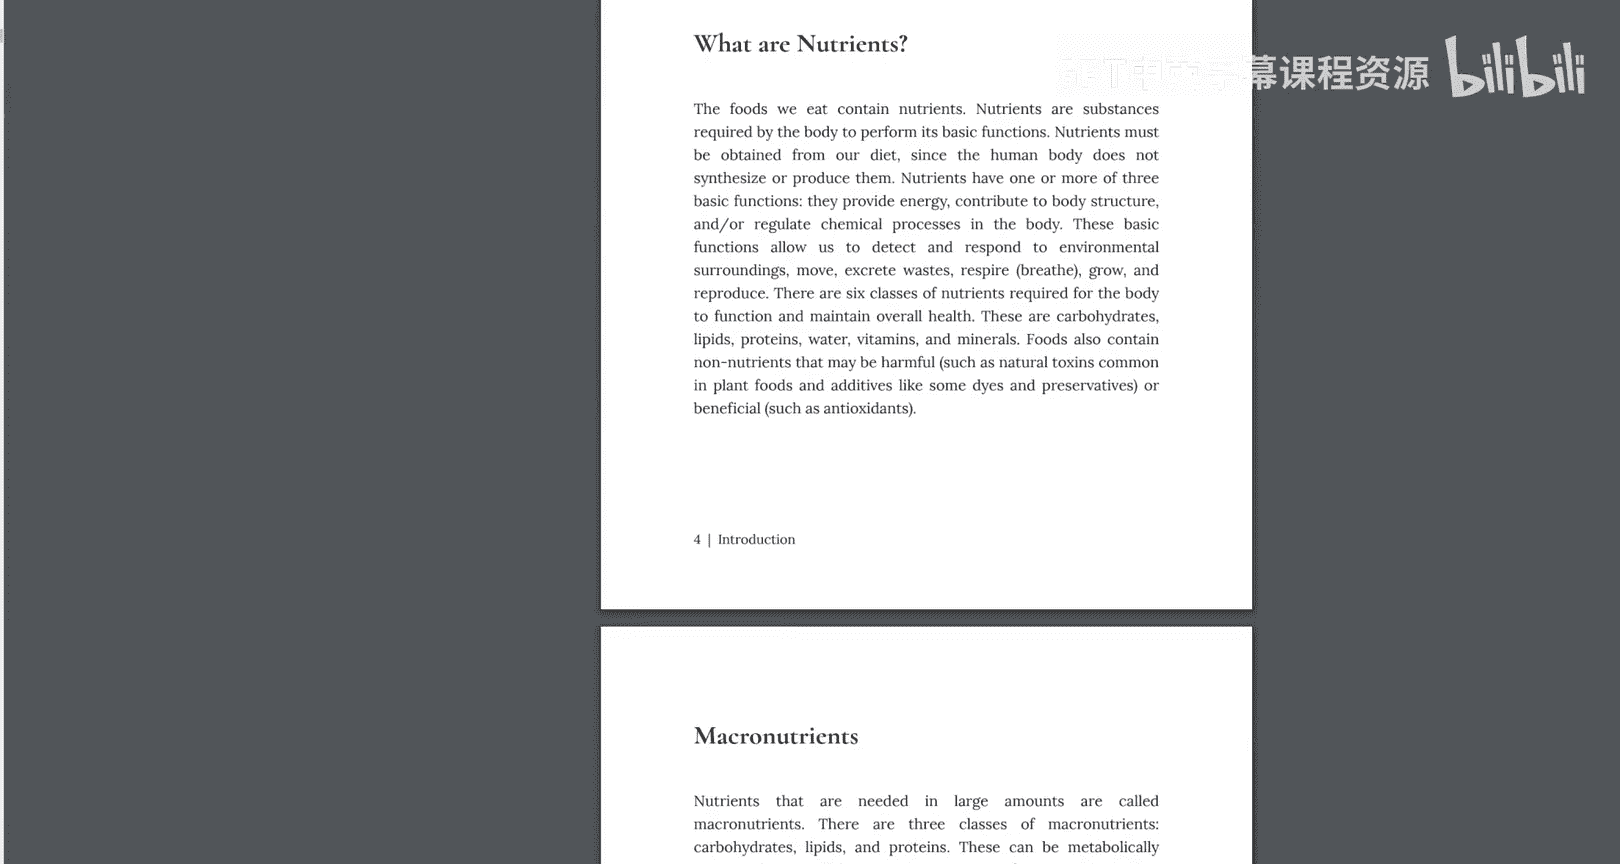 What are Nutrients?
幕课程资源 bilibili
The foods we eat contain nutrients. Nutrients are substances
required by the body to perform its basic functions. Nutrients must
be obtained from our diet, since the human body does not
synthesize or produce them. Nutrients have one or more of three
basic functions: they provide energy, contribute to body structure,
and/or regulate chemical processes in the body. These basic
functions allow us to detect and respond to environmental
surroundings, move, excrete wastes, respire (breathe), grow, and
reproduce. There are six classes of nutrients required for the body
to function and maintain overall health. These are carbohydrates,
lipids, proteins, water, vitamins, and minerals. Foods also contain
non-nutrients that may be harmful (such as natural toxins common
in plant foods and additives like some dyes and preservatives) or
beneficial (such as antioxidants).
4 | Introduction
Macronutrients
Nutrients that are needed in large amounts are called
macronutrients. There are three classes of macronutrients:
carbohydrates, lipids, and proteins. These can be metabolically